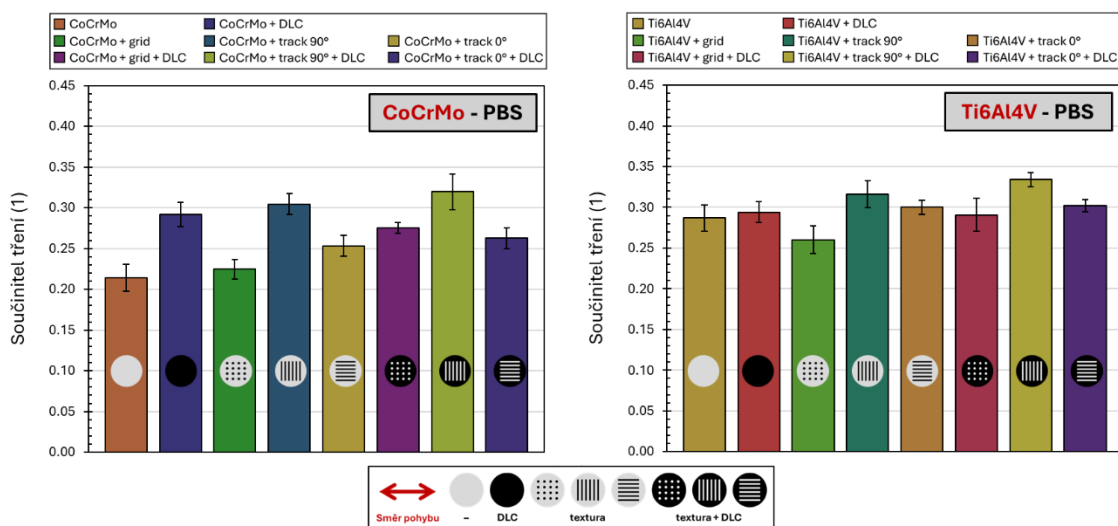 CoCrMo CoCrMo + DLC
CoCrMo + grid CoCrMo + track 90° CoCrMo + track 0°
CoCrMo + grid + DLC CoCrMo + track 90° + DLC CoCrMo + track 0° + DLC
CoCrMo - PBS
Součinitel tření (1)
0.45
0.40
0.35
0.30
0.25
0.20
0.15
0.10
0.05
0.00
Ti6Al4V Ti6Al4V + DLC
Ti6Al4V + grid Ti6Al4V + track 90° Ti6Al4V + track 0°
Ti6Al4V + grid + DLC Ti6Al4V + track 90° + DLC Ti6Al4V + track 0° + DLC
Ti6Al4V - PBS
Součinitel tření (1)
0.45
0.40
0.35
0.30
0.25
0.20
0.15
0.10
0.05
0.00
Směr pohybu – DLC textura textura + DLC